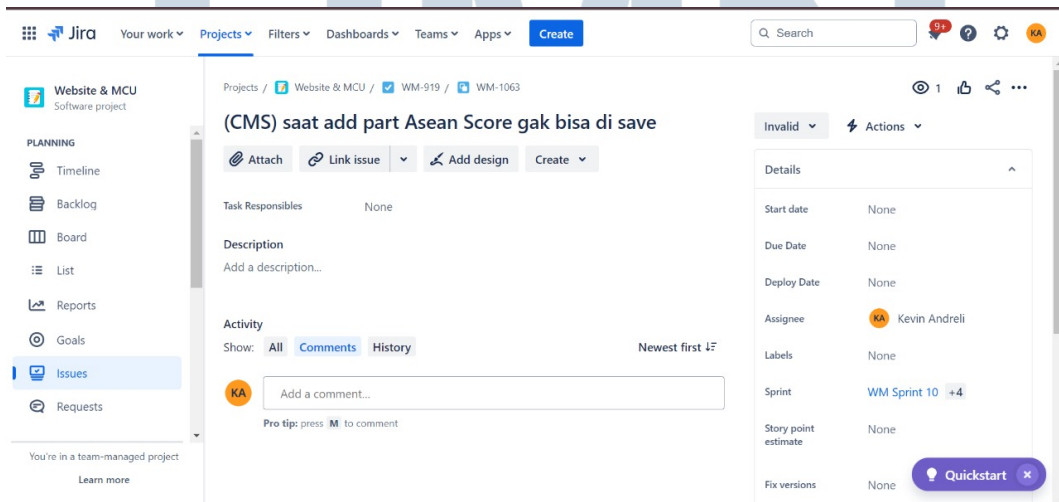 Jira Your work Projects Filters Dashboards Teams Apps Create Search 9+ KA
Website & MCU
Software project
PLANNING
Timeline
Backlog
Board
List
Reports
Goals
Issues
Requests
You're in a team-managed project
Learn more
Projects / Website & MCU / WM-919 / WM-1063
1
(CMS) saat add part Asean Score gak bisa di save
Attach Link issue Add design Create
Task Responsibles None
Description
Add a description...
Activity
Show: All Comments History Newest first
KA Add a comment...
Pro tip: press M to comment
Invalid Actions
Details
Start date None
Due Date None
Deploy Date None
Assignee KA Kevin Andreli
Labels None
Sprint WM Sprint 10 +4
Story point
estimate None
Fix versions None
Quickstart